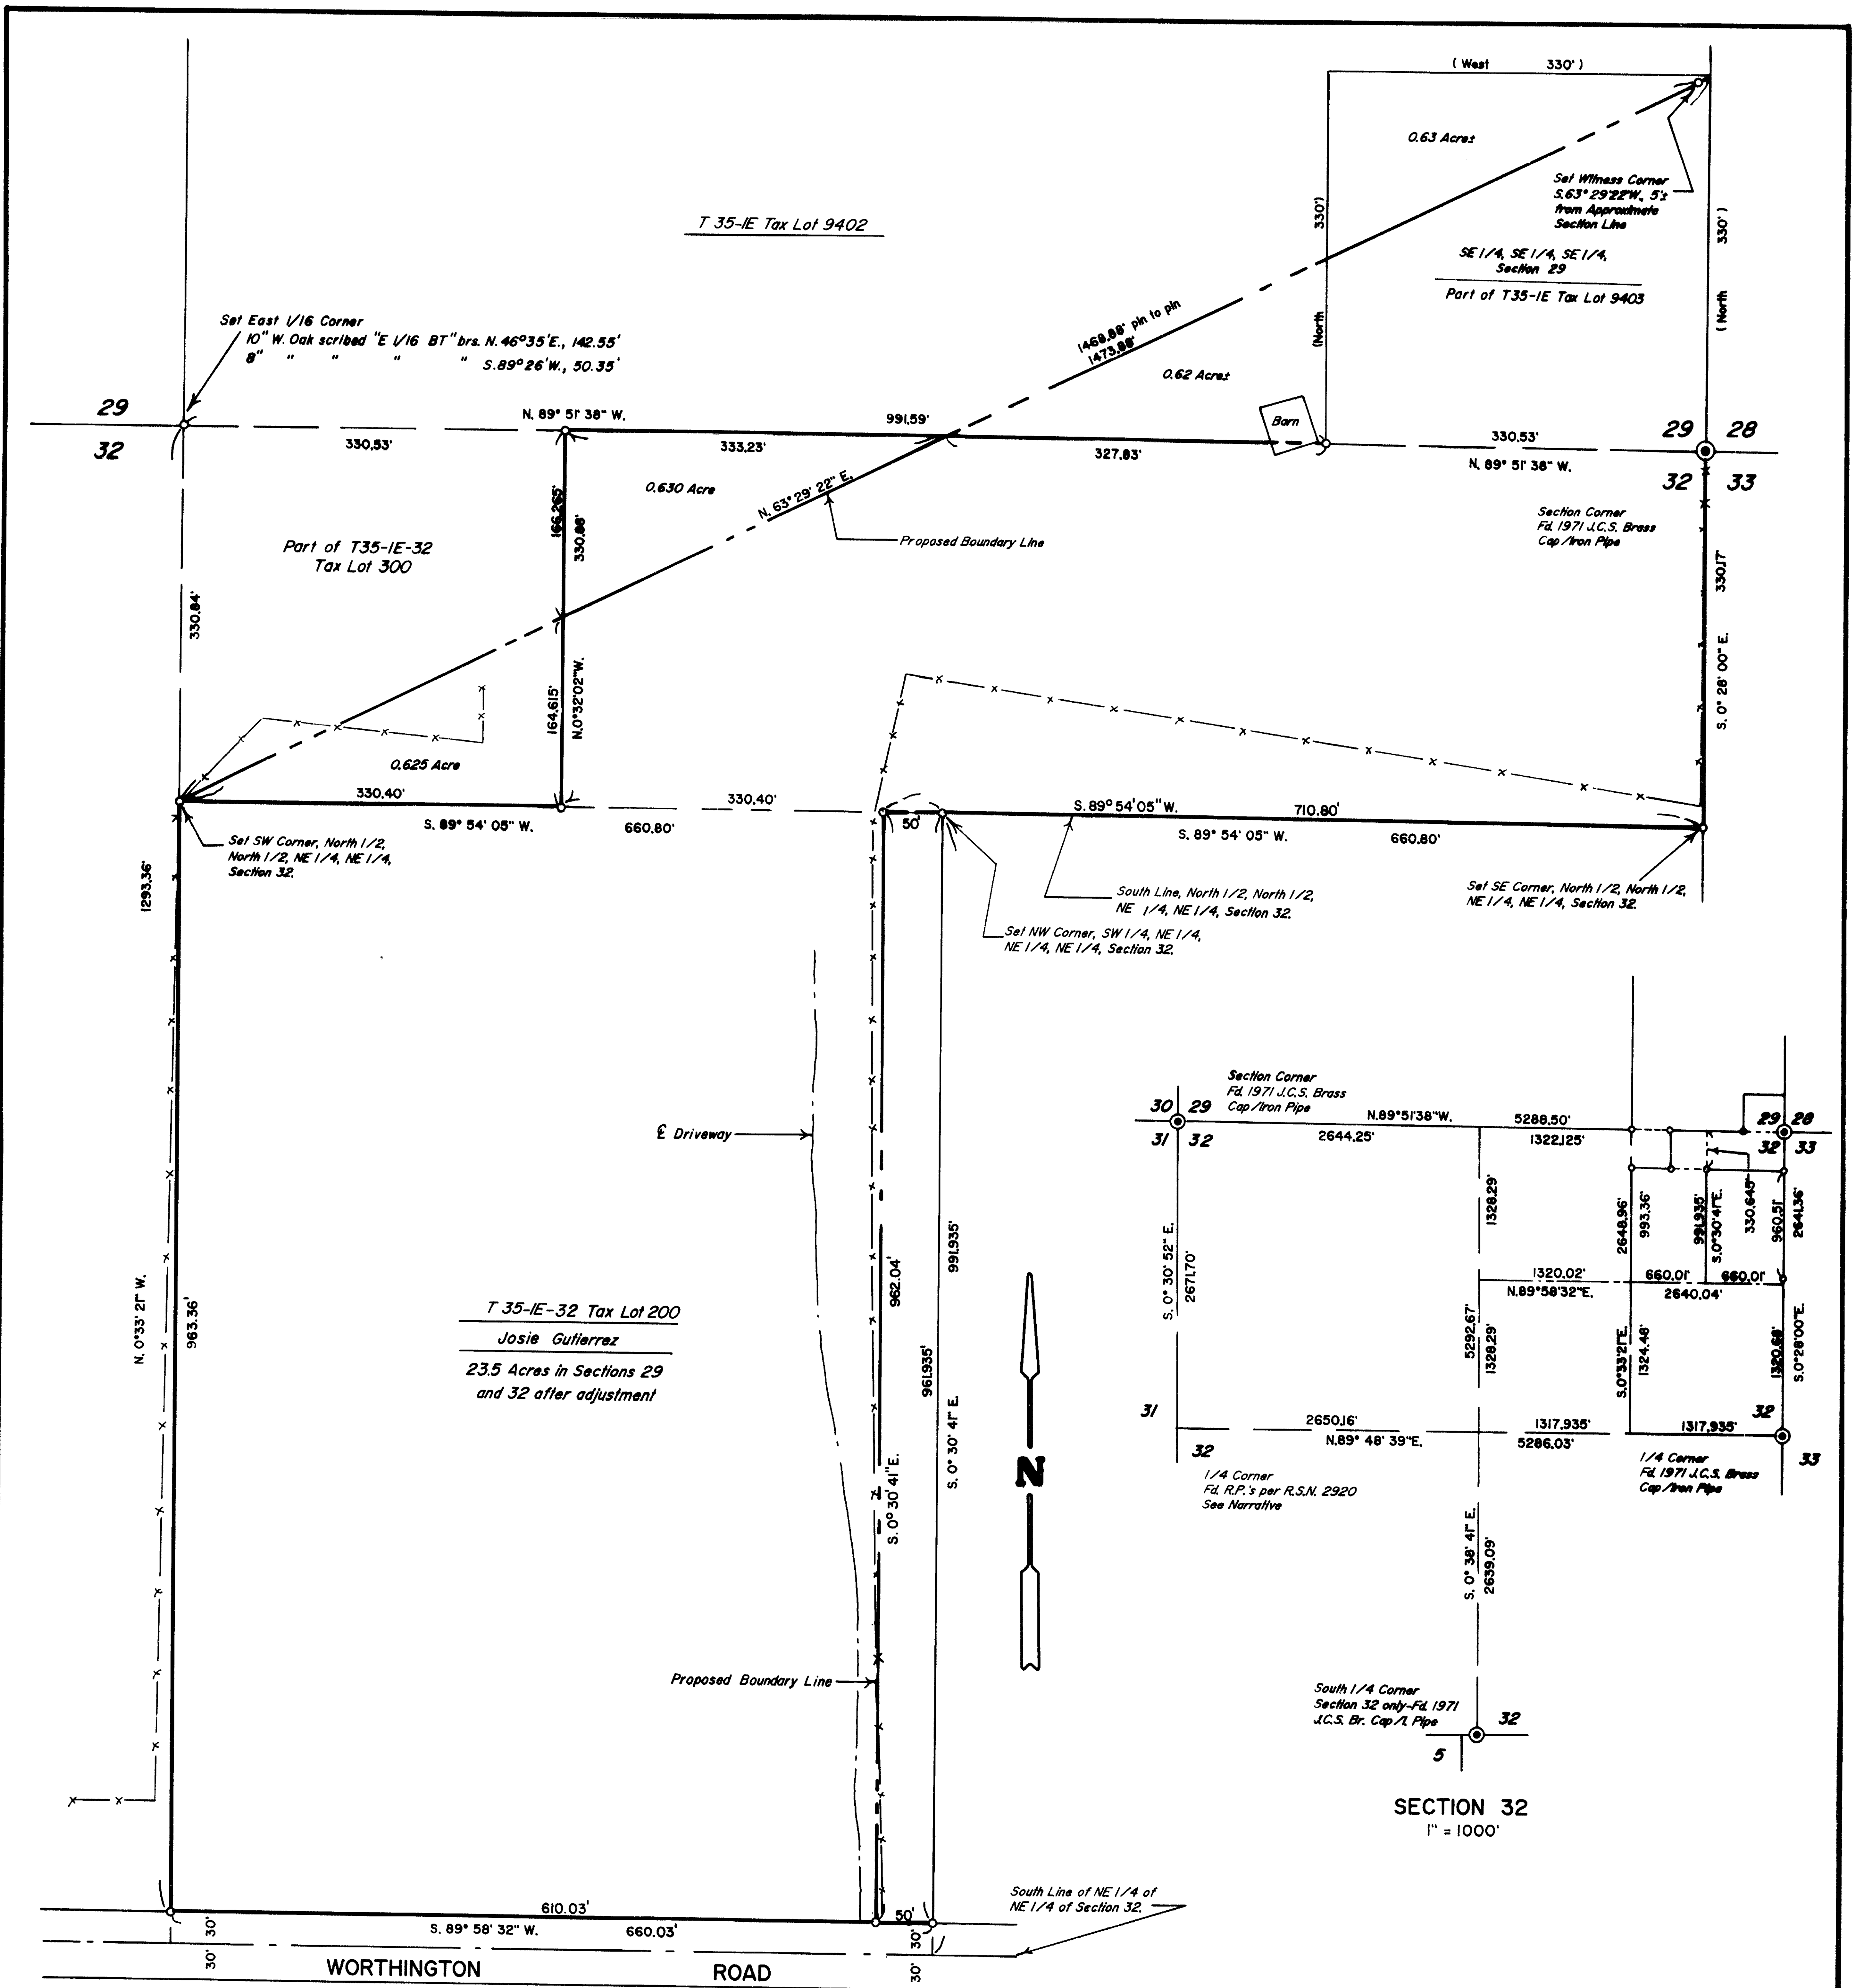 ( West 330' )
0.63 Acres±
T 35-1E Tax Lot 9402
Set Witness Corner
S.63° 29'22"W., 5'±
from Approximate
Section Line
330')
(North
( North 330' )
SE 1/4, SE 1/4, SE 1/4,
Section 29
Part of T35-1E Tax Lot 9403
Set East 1/16 Corner
10" W. Oak scribed "E 1/16 BT" brs. N. 46°35'E., 142.55'
8" " " " " S.89°26'W., 50.35'
1468.88' pin to pin
1473.88'
0.62 Acres±
Barn
29
32
N. 89° 51' 38" W.
991.59'
330.53'
333.23'
327.83'
330.53'
N. 89° 51' 38" W.
29 28
32 33
Section Corner
Fd. 1971 J.C.S. Brass
Cap/Iron Pipe
0.630 Acre
N. 63° 29' 22" E.
Proposed Boundary Line
Part of T35-1E-32
Tax Lot 300
166.265'
330.88'
330.84'
330.17'
S. 0° 28' 00" E.
164.615'
N.0°32'02"W.
0.625 Acre
330.40'
330.40'
S. 89° 54' 05" W.
660.80'
50'
S. 89° 54' 05" W.
710.80'
S. 89° 54' 05" W.
660.80'
Set SW Corner, North 1/2,
North 1/2, NE 1/4, NE 1/4,
Section 32.
1293.36'
South Line, North 1/2, North 1/2,
NE 1/4, NE 1/4, Section 32.
Set NW Corner, SW 1/4, NE 1/4,
NE 1/4, NE 1/4, Section 32.
Set SE Corner, North 1/2, North 1/2,
NE 1/4, NE 1/4, Section 32.
℄ Driveway
N. 0°33' 21" W.
963.36'
T 35-1E-32 Tax Lot 200
Josie Gutierrez
23.5 Acres in Sections 29
and 32 after adjustment
962.04'
S. 0° 30' 41" E.
991.935'
961.935'
S. 0° 30' 41" E.
N
Proposed Boundary Line
610.03'
S. 89° 58' 32" W.
660.03'
50'
South Line of NE 1/4 of
NE 1/4 of Section 32.
30'
30'
30'
30'
WORTHINGTON ROAD
Section Corner
Fd. 1971 J.C.S. Brass
Cap/Iron Pipe
30 29
31 32
N.89°51'38"W.
5288.50'
2644.25'
1322.125'
29 28
32 33
1328.29'
2648.96'
993.36'
991.935'
S.0°30'41"E.
330.645'
960.51'
2641.36'
S. 0° 30' 52" E.
2671.70'
1320.02'
660.01'
660.01'
N.89°58'32"E.
2640.04'
5292.67'
1328.29'
S.0°33'21"E.
1324.48'
1320.68'
S.0°28'00"E.
31
32
2650.16'
1317.935'
1317.935'
N.89° 48' 39"E.
5286.03'
32
33
1/4 Corner
Fd. R.P.'s per R.S.N. 2920
See Narrative
1/4 Corner
Fd. 1971 J.C.S. Brass
Cap/Iron Pipe
S. 0° 38' 41" E.
2639.09'
South 1/4 Corner
Section 32 only-Fd. 1971
J.C.S. Br. Cap/I. Pipe
32
5
SECTION 32
1" = 1000'